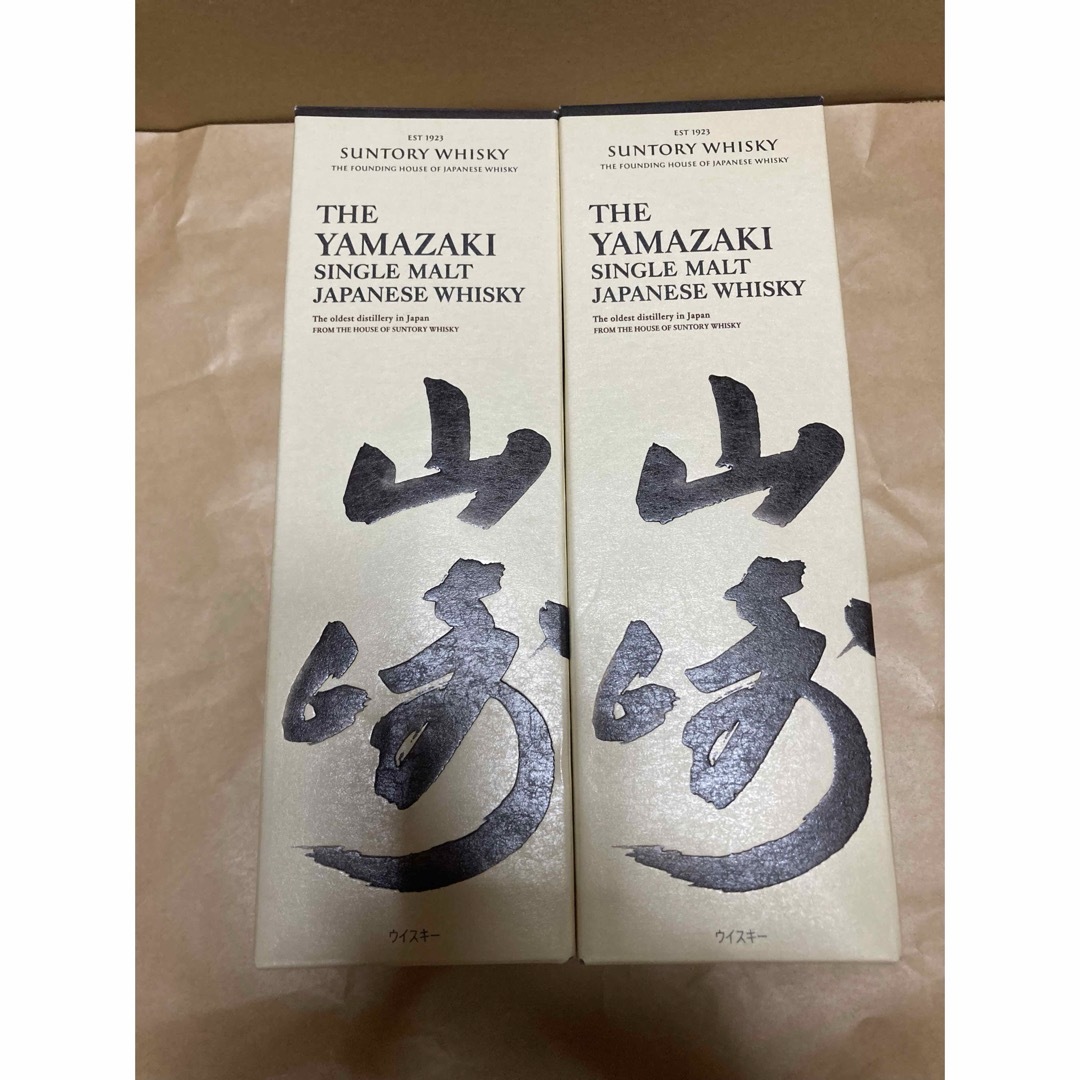 EST 1923
SUNTORY WHISKY
THE FOUNDING HOUSE OF JAPANESE WHISKY
THE
YAMAZAKI
SINGLE MALT
JAPANESE WHISKY
The oldest distillery in Japan
FROM THE HOUSE OF SUNTORY WHISKY
山
崎
ウイスキー
EST 1923
SUNTORY WHISKY
THE FOUNDING HOUSE OF JAPANESE WHISKY
THE
YAMAZAKI
SINGLE MALT
JAPANESE WHISKY
The oldest distillery in Japan
FROM THE HOUSE OF SUNTORY WHISKY
山
崎
ウイスキー